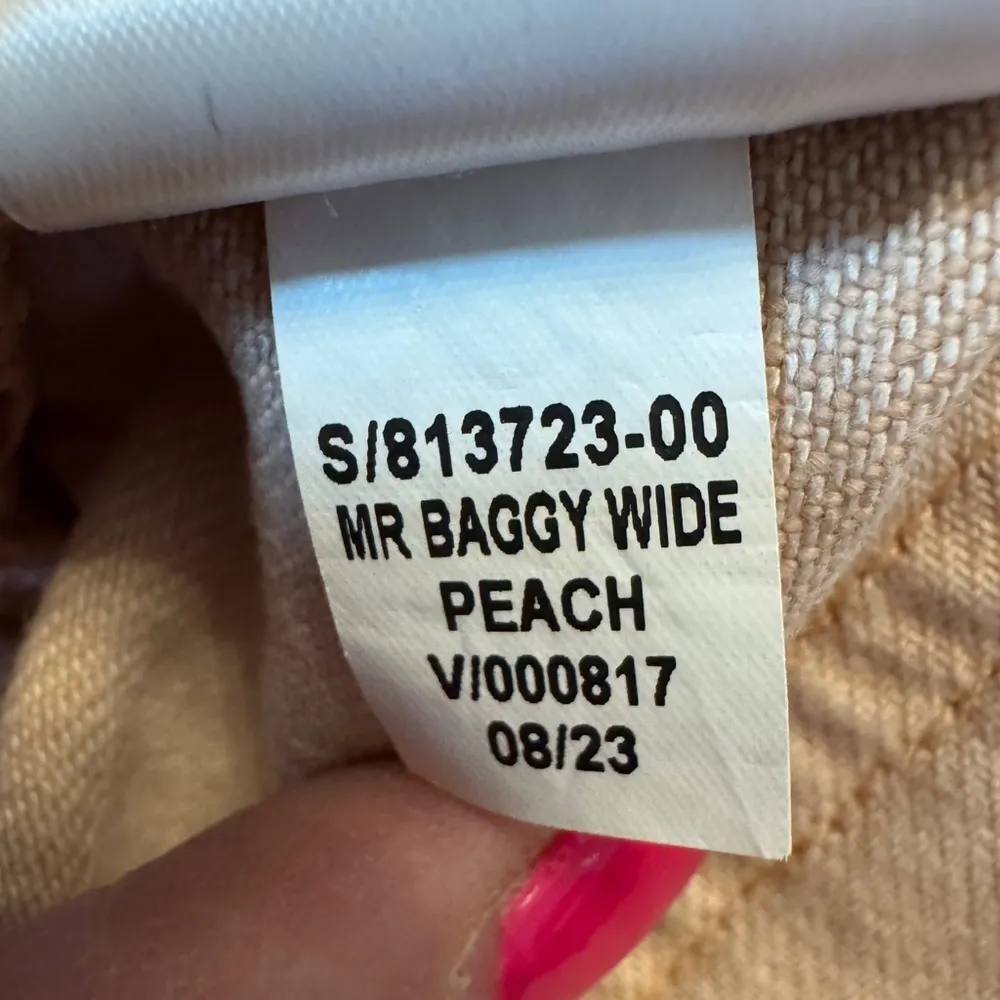 S/813723-00
MR BAGGY WIDE
PEACH
V/000817
08/23